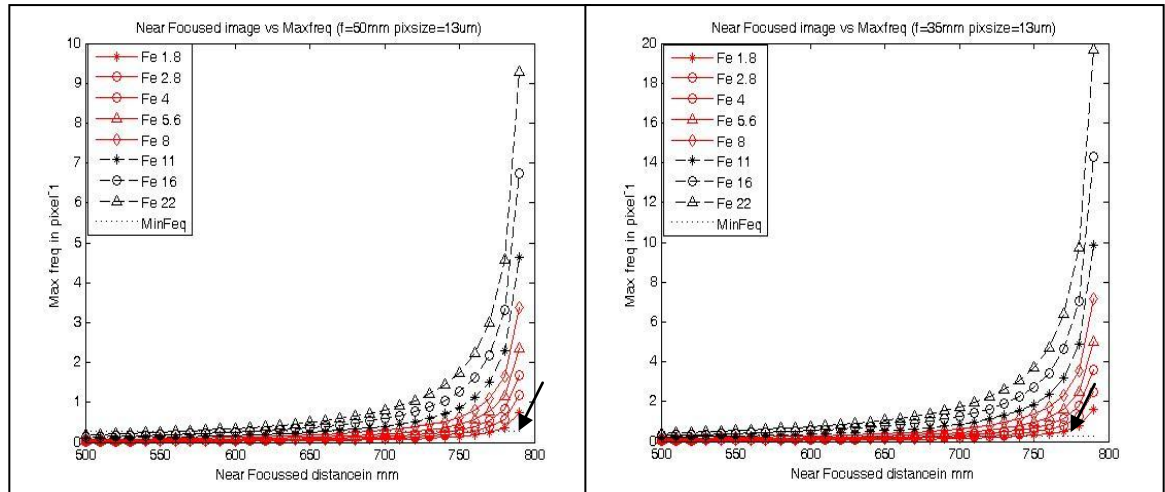 Near Focused image vs Maxfreq (f=50mm pixsize=13um)
10
9
8
7
6
5
4
3
2
1
0
Max freq in pixel^-1
Fe 1.8
Fe 2.8
Fe 4
Fe 5.6
Fe 8
Fe 11
Fe 16
Fe 22
MinFeq
500 550 600 650 700 750 800
Near Focussed distancein mm
Near Focused image vs Maxfreq (f=35mm pixsize=13um)
20
18
16
14
12
10
8
6
4
2
0
Max freq in pixel^-1
Fe 1.8
Fe 2.8
Fe 4
Fe 5.6
Fe 8
Fe 11
Fe 16
Fe 22
MinFeq
500 550 600 650 700 750 800
Near Focussed distancein mm